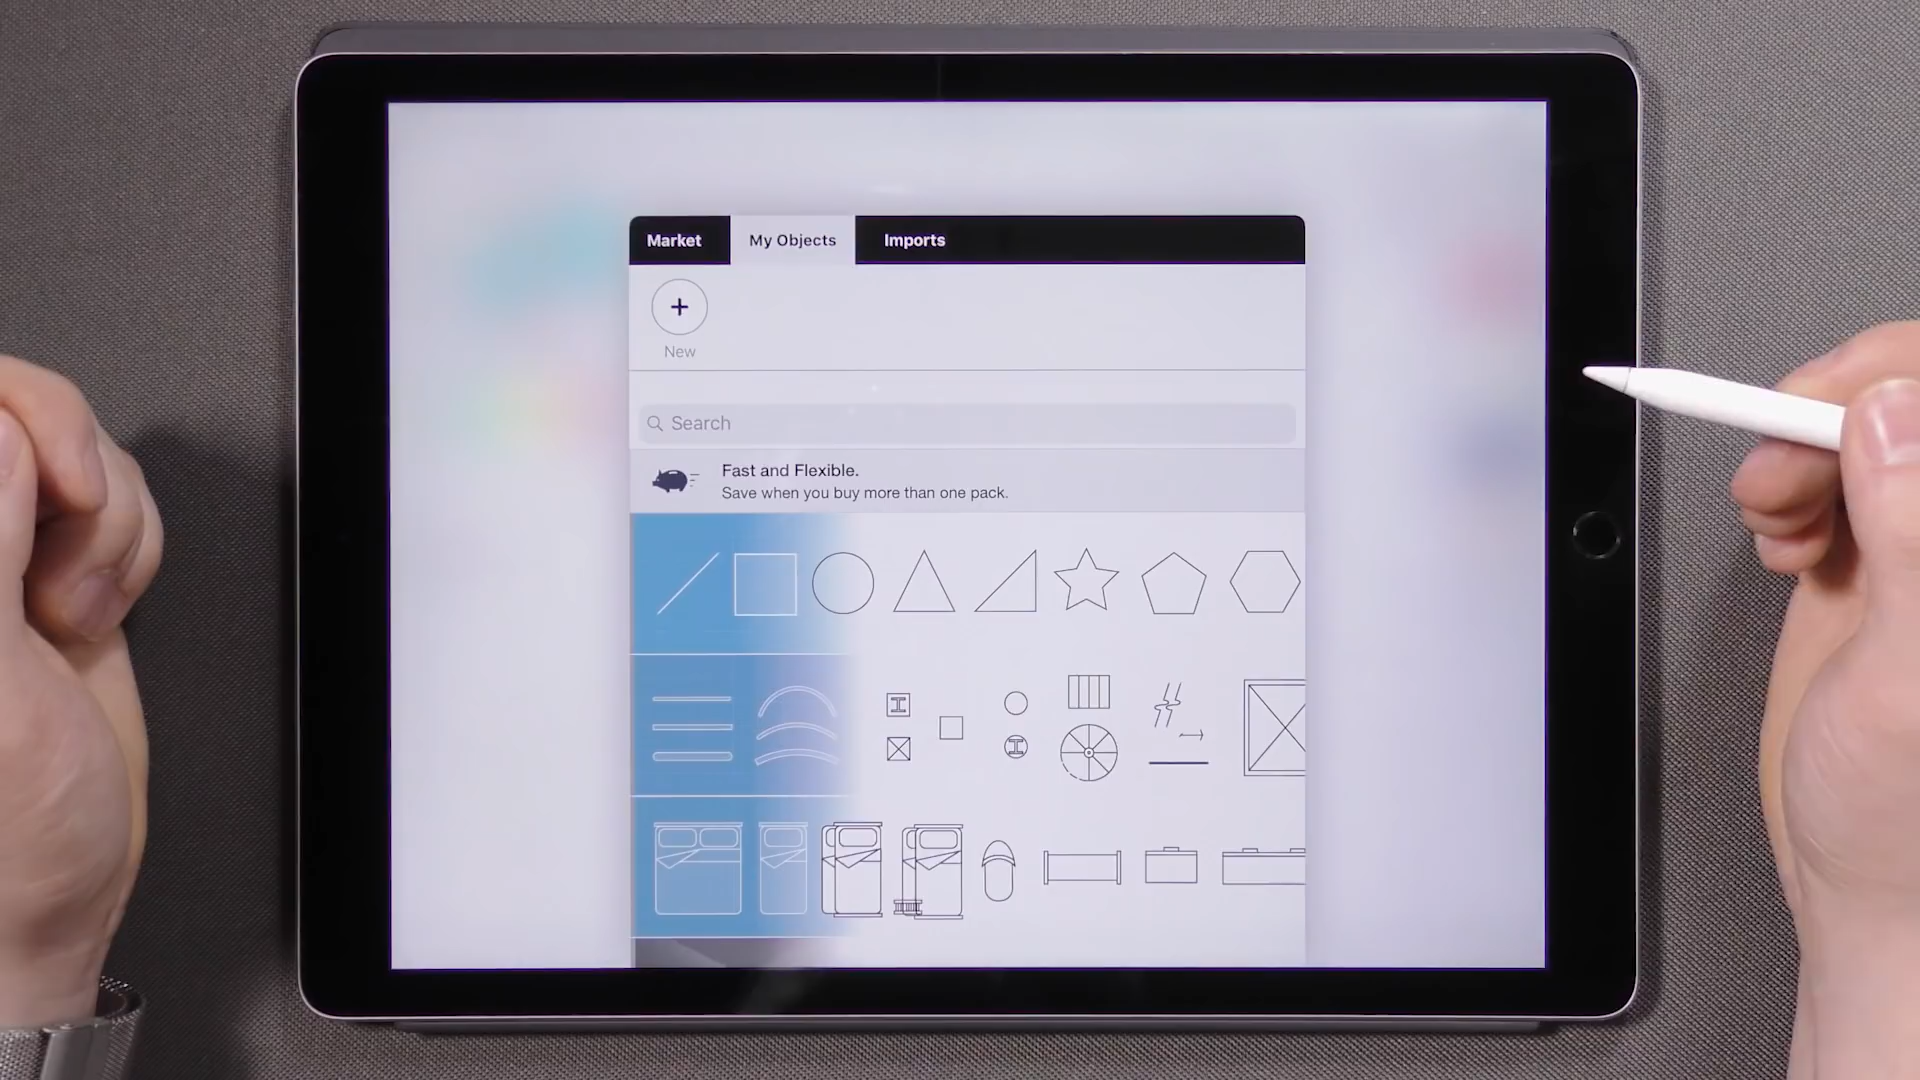 Market
My Objects
Imports
New
Search
Fast and Flexible.
Save when you buy more than one pack.